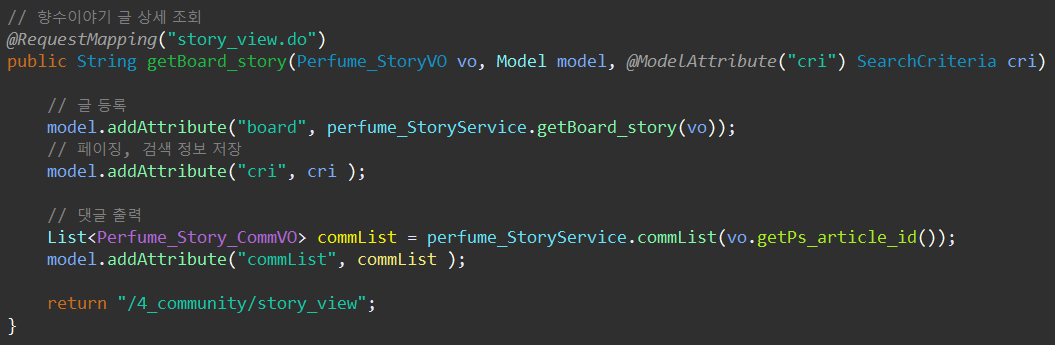 // 향수이야기 글 상세 조회
@RequestMapping("story_view.do")
public String getBoard_story(Perfume_StoryVO vo, Model model, @ModelAttribute("cri") SearchCriteria cri)
// 글 등록
model.addAttribute("board", perfume_StoryService.getBoard_story(vo));
// 페이징, 검색 정보 저장
model.addAttribute("cri", cri );
// 댓글 출력
List<Perfume_Story_CommVO> commList = perfume_StoryService.commList(vo.getPs_article_id());
model.addAttribute("commList", commList );
return "/4_community/story_view";
}